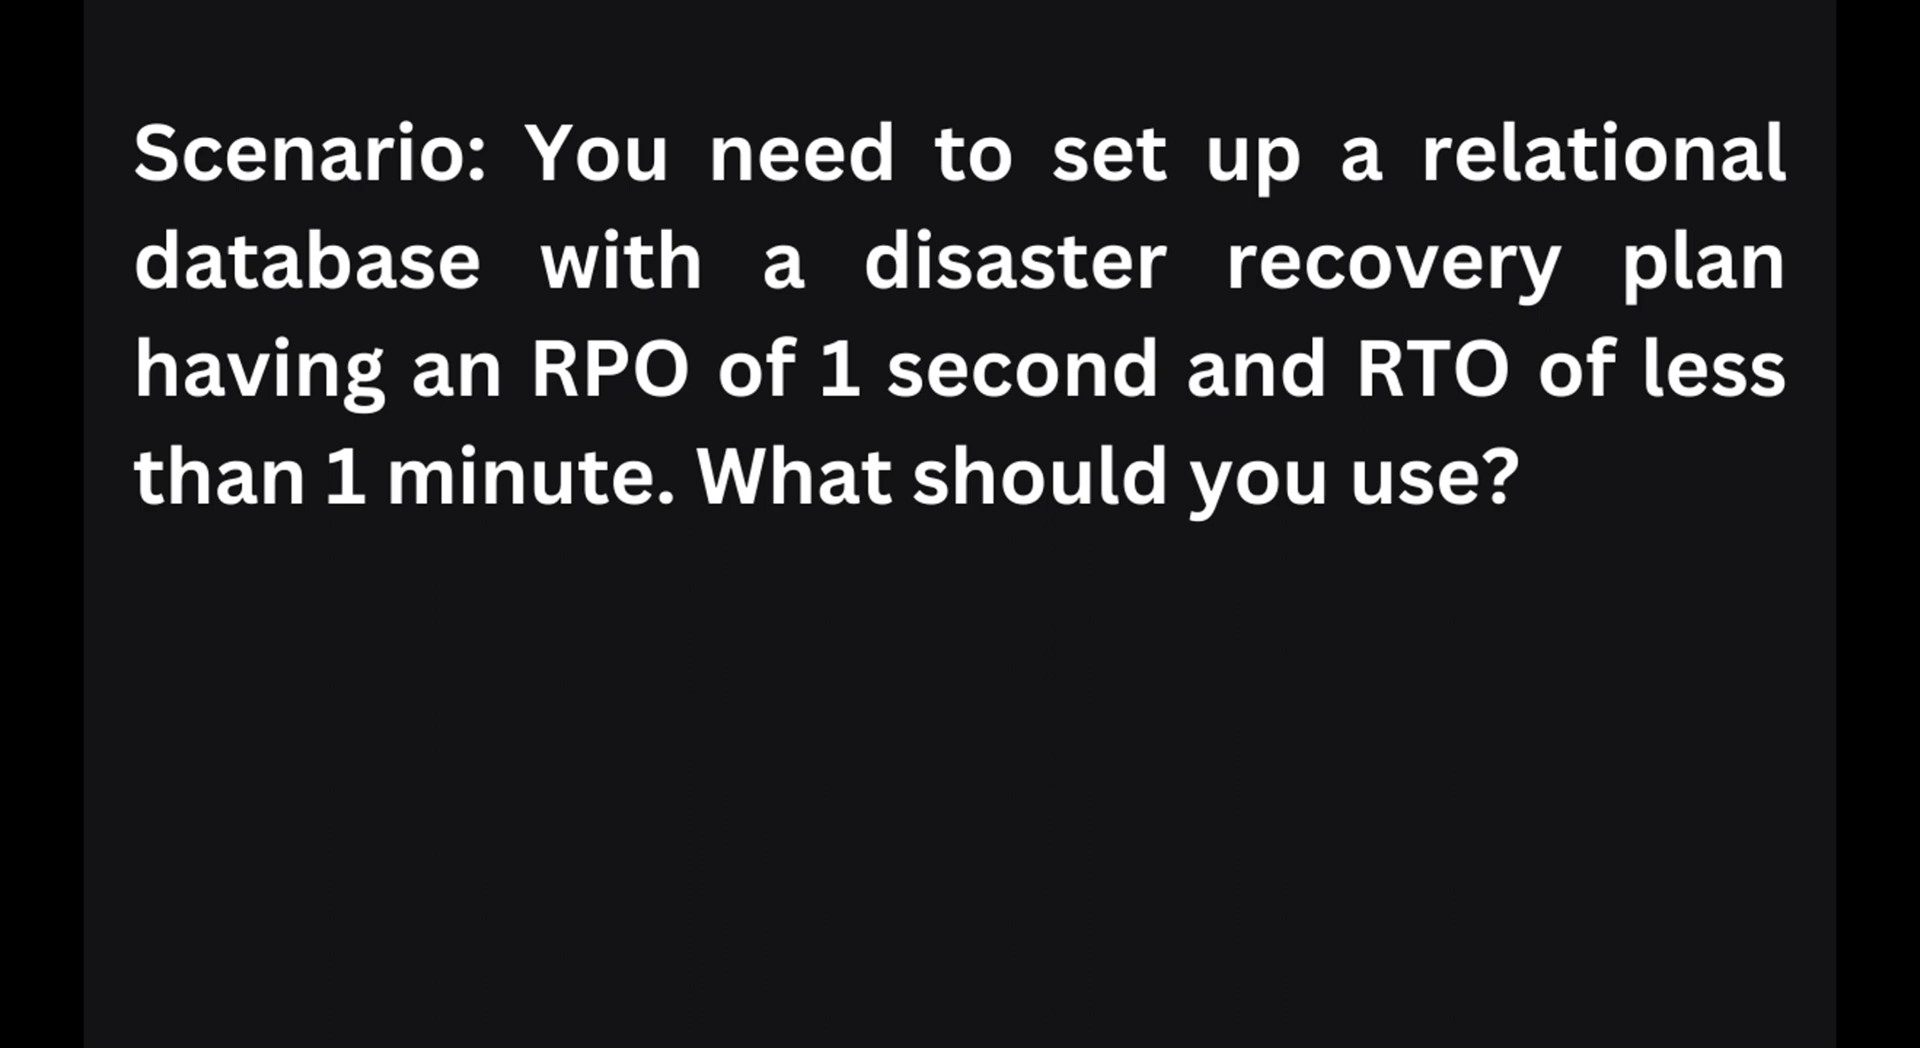 Scenario: You need to set up a relational
database with a disaster recovery plan
having an RPO of 1 second and RTO of less
than 1 minute. What should you use?